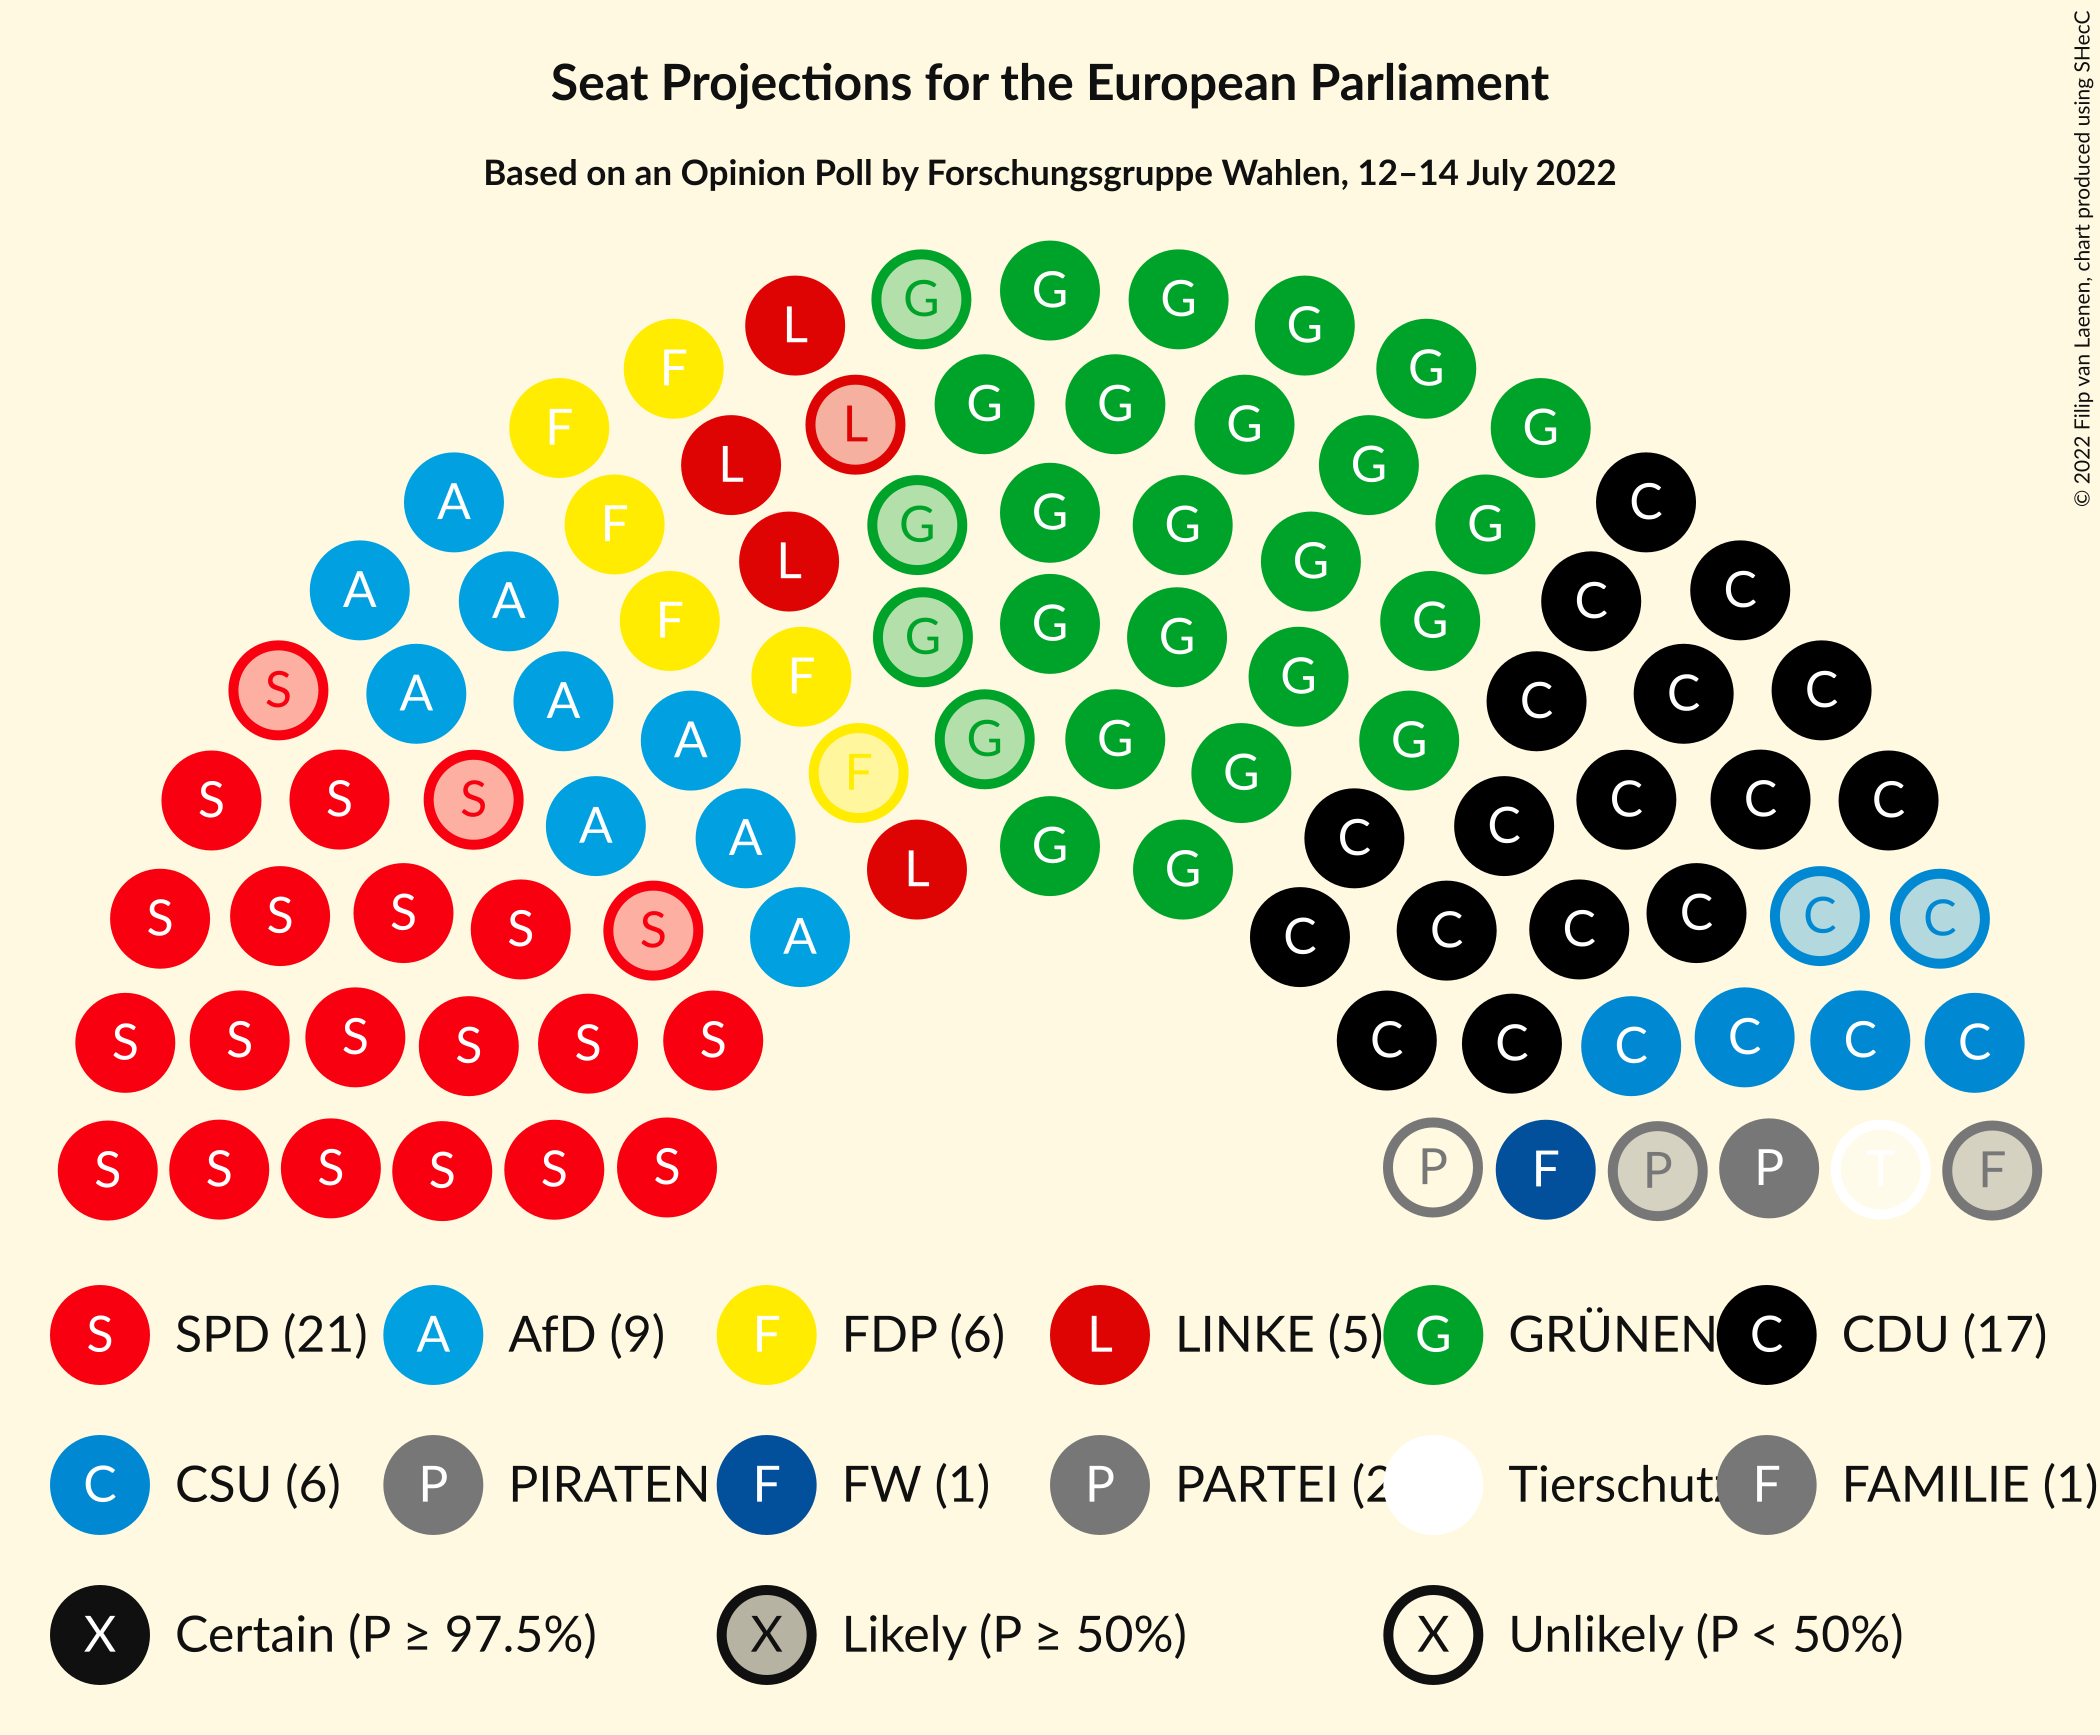 Seat Projections for the European Parliament
Based on an Opinion Poll by Forschungsgruppe Wahlen, 12–14 July 2022
© 2022 Filip van Laenen, chart produced using SHecC
G G G
L G
F G
L G G G
F G
L G G
A F G C
F L G G G G
A A F G C C
S A A F G G G G C C C
A F G G G G
S S S A A F G G C C C C C
S S S S S A L G G C C C C C C
S S S S S S C C C C C C
S S S S S S P F P P T F
S SPD (21) A AfD (9) F FDP (6) L LINKE (5) G GRÜNEN C CDU (17)
C CSU (6) P PIRATEN F FW (1) P PARTEI (2 Tierschutz F FAMILIE (1)
X Certain (P ≥ 97.5%) X Likely (P ≥ 50%) X Unlikely (P < 50%)